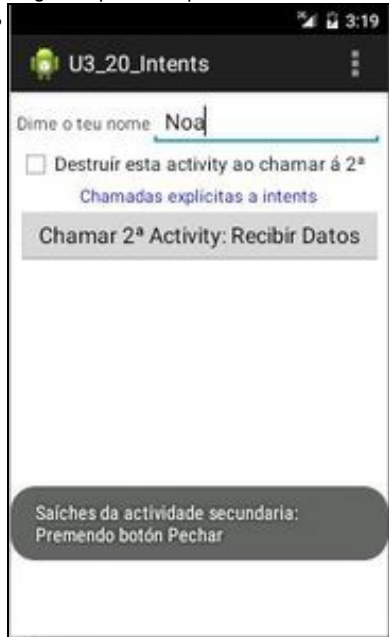 3:19
U3_20_Intents
Dime o teu nome Noa
Destruír esta activity ao chamar á 2ª
Chamadas explícitas a intents
Chamar 2ª Activity: Recibir Datos
Saíches da actividade secundaria:
Premendo botón Pechar